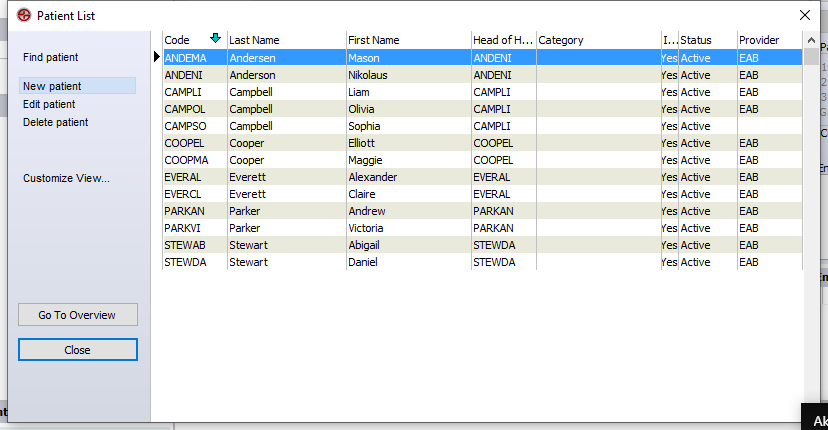 Patient List
Find patient
New patient
Edit patient
Delete patient
Customize View...
Go To Overview
Close
Code Last Name First Name Head of H... Category I... Status Provider
ANDEMA Andersen Mason ANDENI Yes Active EAB
ANDENI Anderson Nikolaus ANDENI Yes Active EAB
CAMPLI Campbell Liam CAMPLI Yes Active EAB
CAMPOL Campbell Olivia CAMPLI Yes Active EAB
CAMPSO Campbell Sophia CAMPLI Yes Active
COOPEL Cooper Elliott COOPEL Yes Active EAB
COOPMA Cooper Maggie COOPEL Yes Active EAB
EVERAL Everett Alexander EVERAL Yes Active EAB
EVERCL Everett Claire EVERAL Yes Active EAB
PARKAN Parker Andrew PARKAN Yes Active EAB
PARKVI Parker Victoria PARKAN Yes Active EAB
STEWAB Stewart Abigail STEWDA Yes Active EAB
STEWDA Stewart Daniel STEWDA Yes Active EAB
Ak